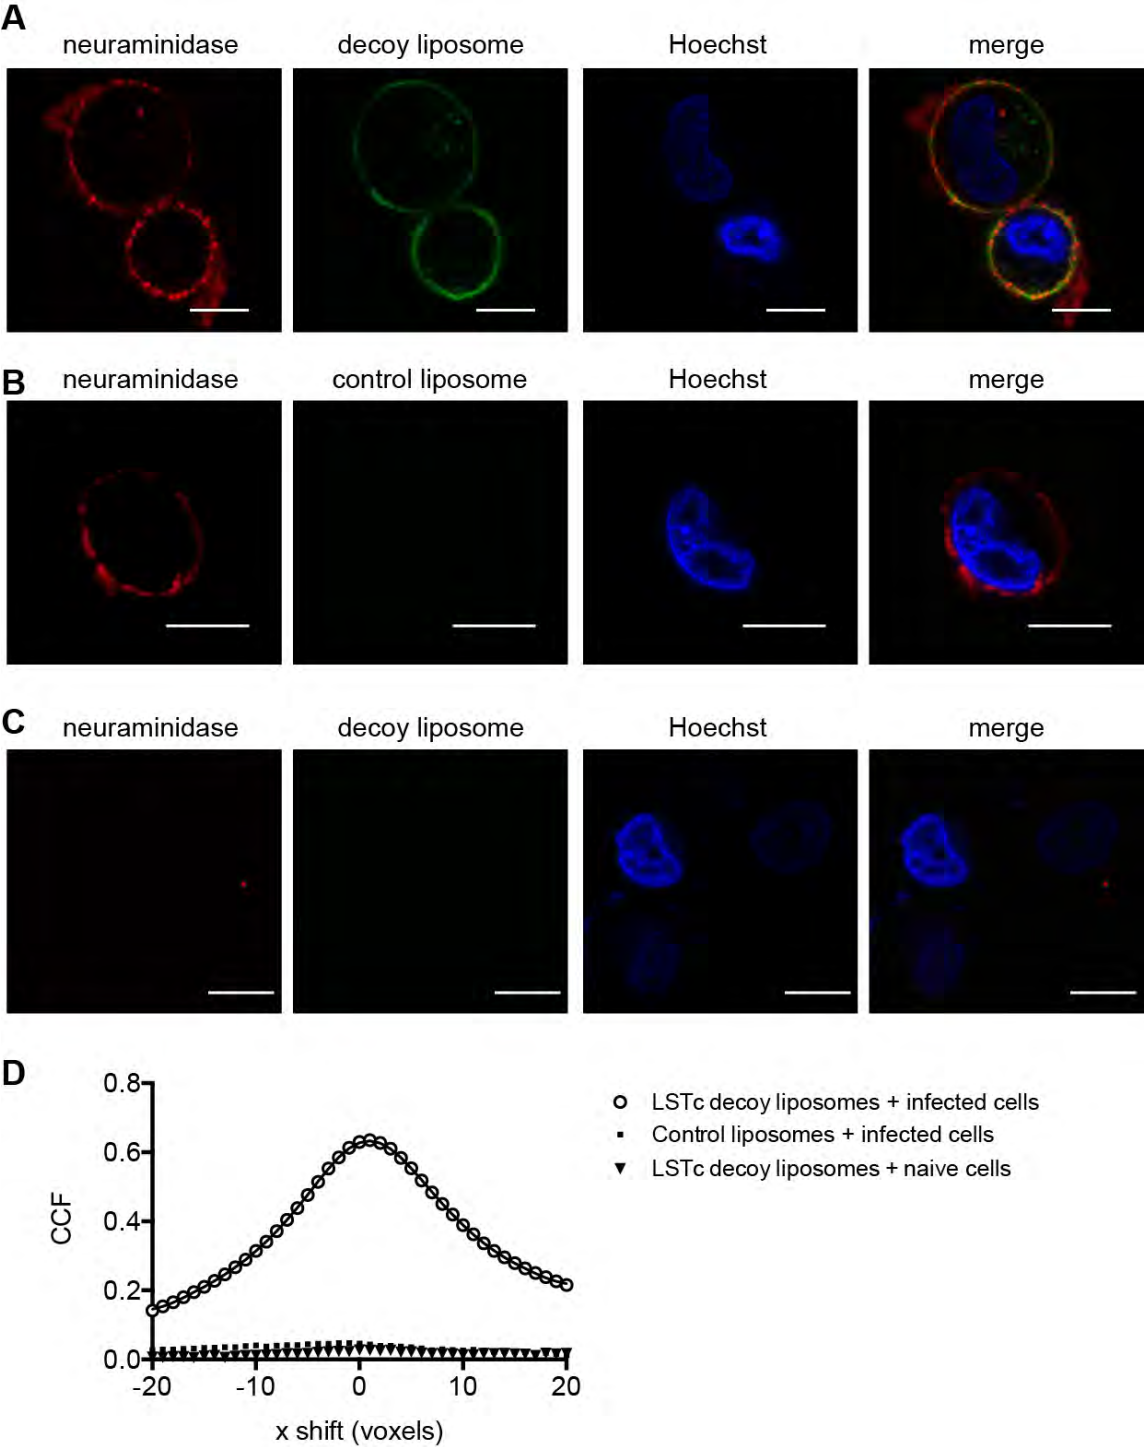 A
neuraminidase decoy liposome Hoechst merge
B
neuraminidase control liposome Hoechst merge
C
neuraminidase decoy liposome Hoechst merge
D
0.8
0.6
0.4
0.2
0.0
CCF
-20 -10 0 10 20
x shift (voxels)
LSTc decoy liposomes + infected cells
Control liposomes + infected cells
LSTc decoy liposomes + naive cells